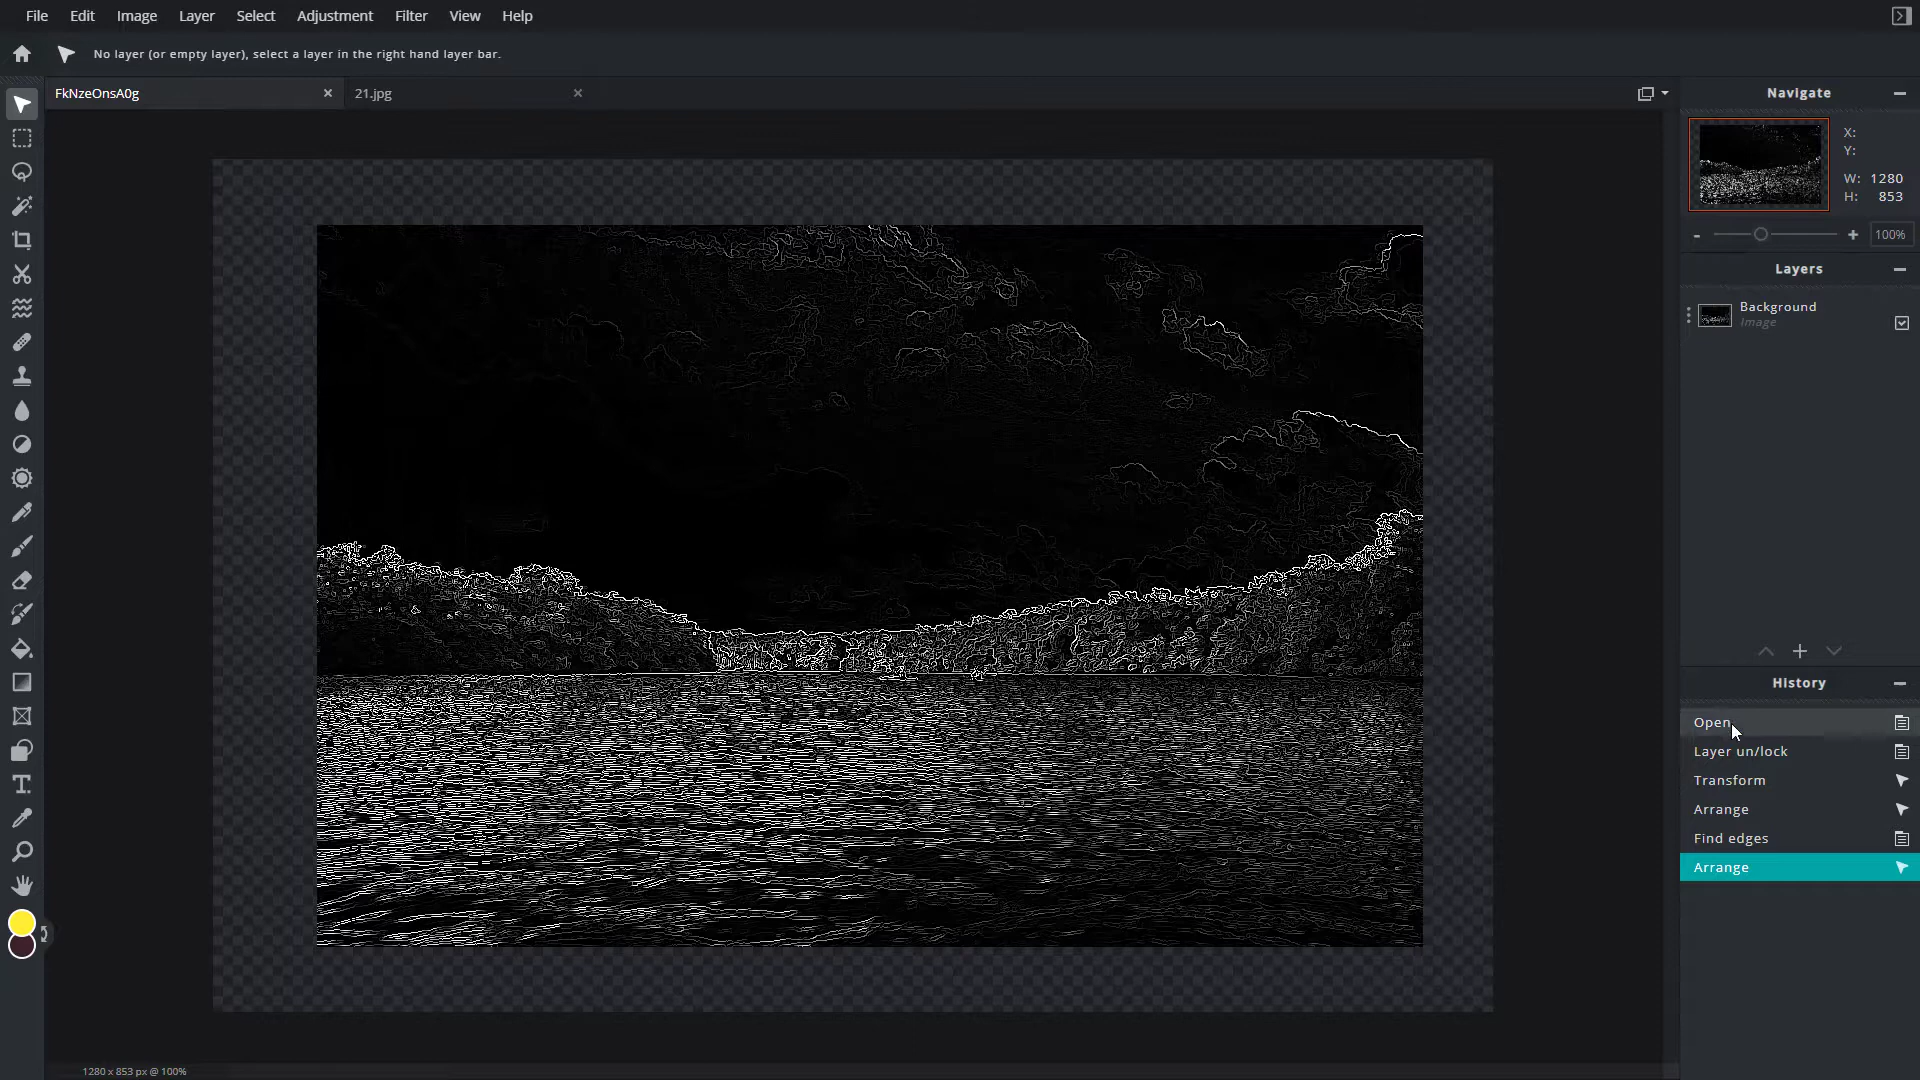 File Edit Image Layer Select Adjustment Filter View Help
No layer (or empty layer), select a layer in the right hand layer bar.
FkNzeOnsA0g
21.jpg
Navigate
X:
Y:
W: 1280
H: 853
100%
Layers
Background
Image
History
Open
Layer un/lock
Transform
Arrange
Find edges
Arrange
1280 x 853 px @ 100%